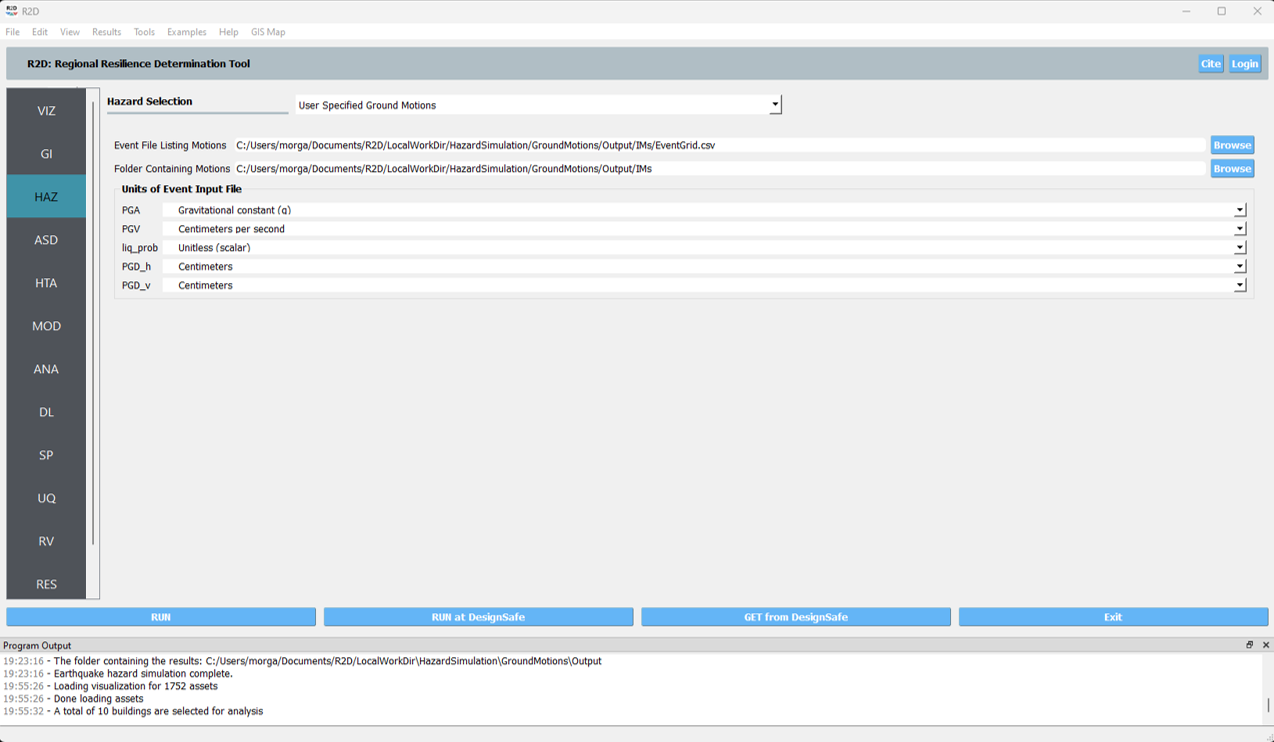 R2D R2D
File Edit View Results Tools Examples Help GIS Map
R2D: Regional Resilience Determination Tool Cite Login
VIZ
GI
HAZ
ASD
HTA
MOD
ANA
DL
SP
UQ
RV
RES
Hazard Selection User Specified Ground Motions
Event File Listing Motions C:/Users/morga/Documents/R2D/LocalWorkDir/HazardSimulation/GroundMotions/Output/IMs/EventGrid.csv Browse
Folder Containing Motions C:/Users/morga/Documents/R2D/LocalWorkDir/HazardSimulation/GroundMotions/Output/IMs Browse
Units of Event Input File
PGA Gravitational constant (g)
PGV Centimeters per second
liq_prob Unitless (scalar)
PGD_h Centimeters
PGD_v Centimeters
RUN RUN at DesignSafe GET from DesignSafe Exit
Program Output
19:23:16 - The folder containing the results: C:/Users/morga/Documents/R2D/LocalWorkDir\HazardSimulation\GroundMotions\Output
19:23:16 - Earthquake hazard simulation complete.
19:55:26 - Loading visualization for 1752 assets
19:55:26 - Done loading assets
19:55:32 - A total of 10 buildings are selected for analysis